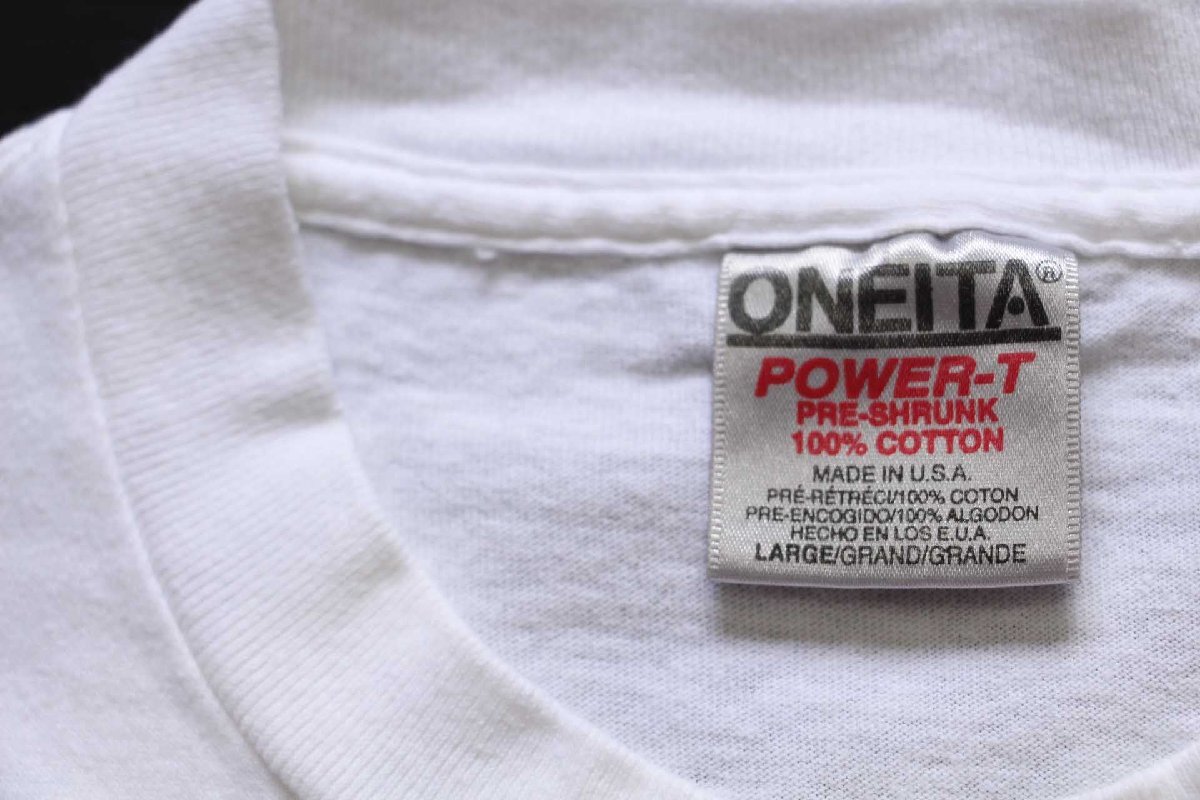 ONEITA®
POWER-T
PRE-SHRUNK
100% COTTON
MADE IN U.S.A.
PRÉ-RÉTRÉCI/100% COTON
PRE-ENCOGIDO/100% ALGODON
HECHO EN LOS E.U.A.
LARGE/GRAND/GRANDE